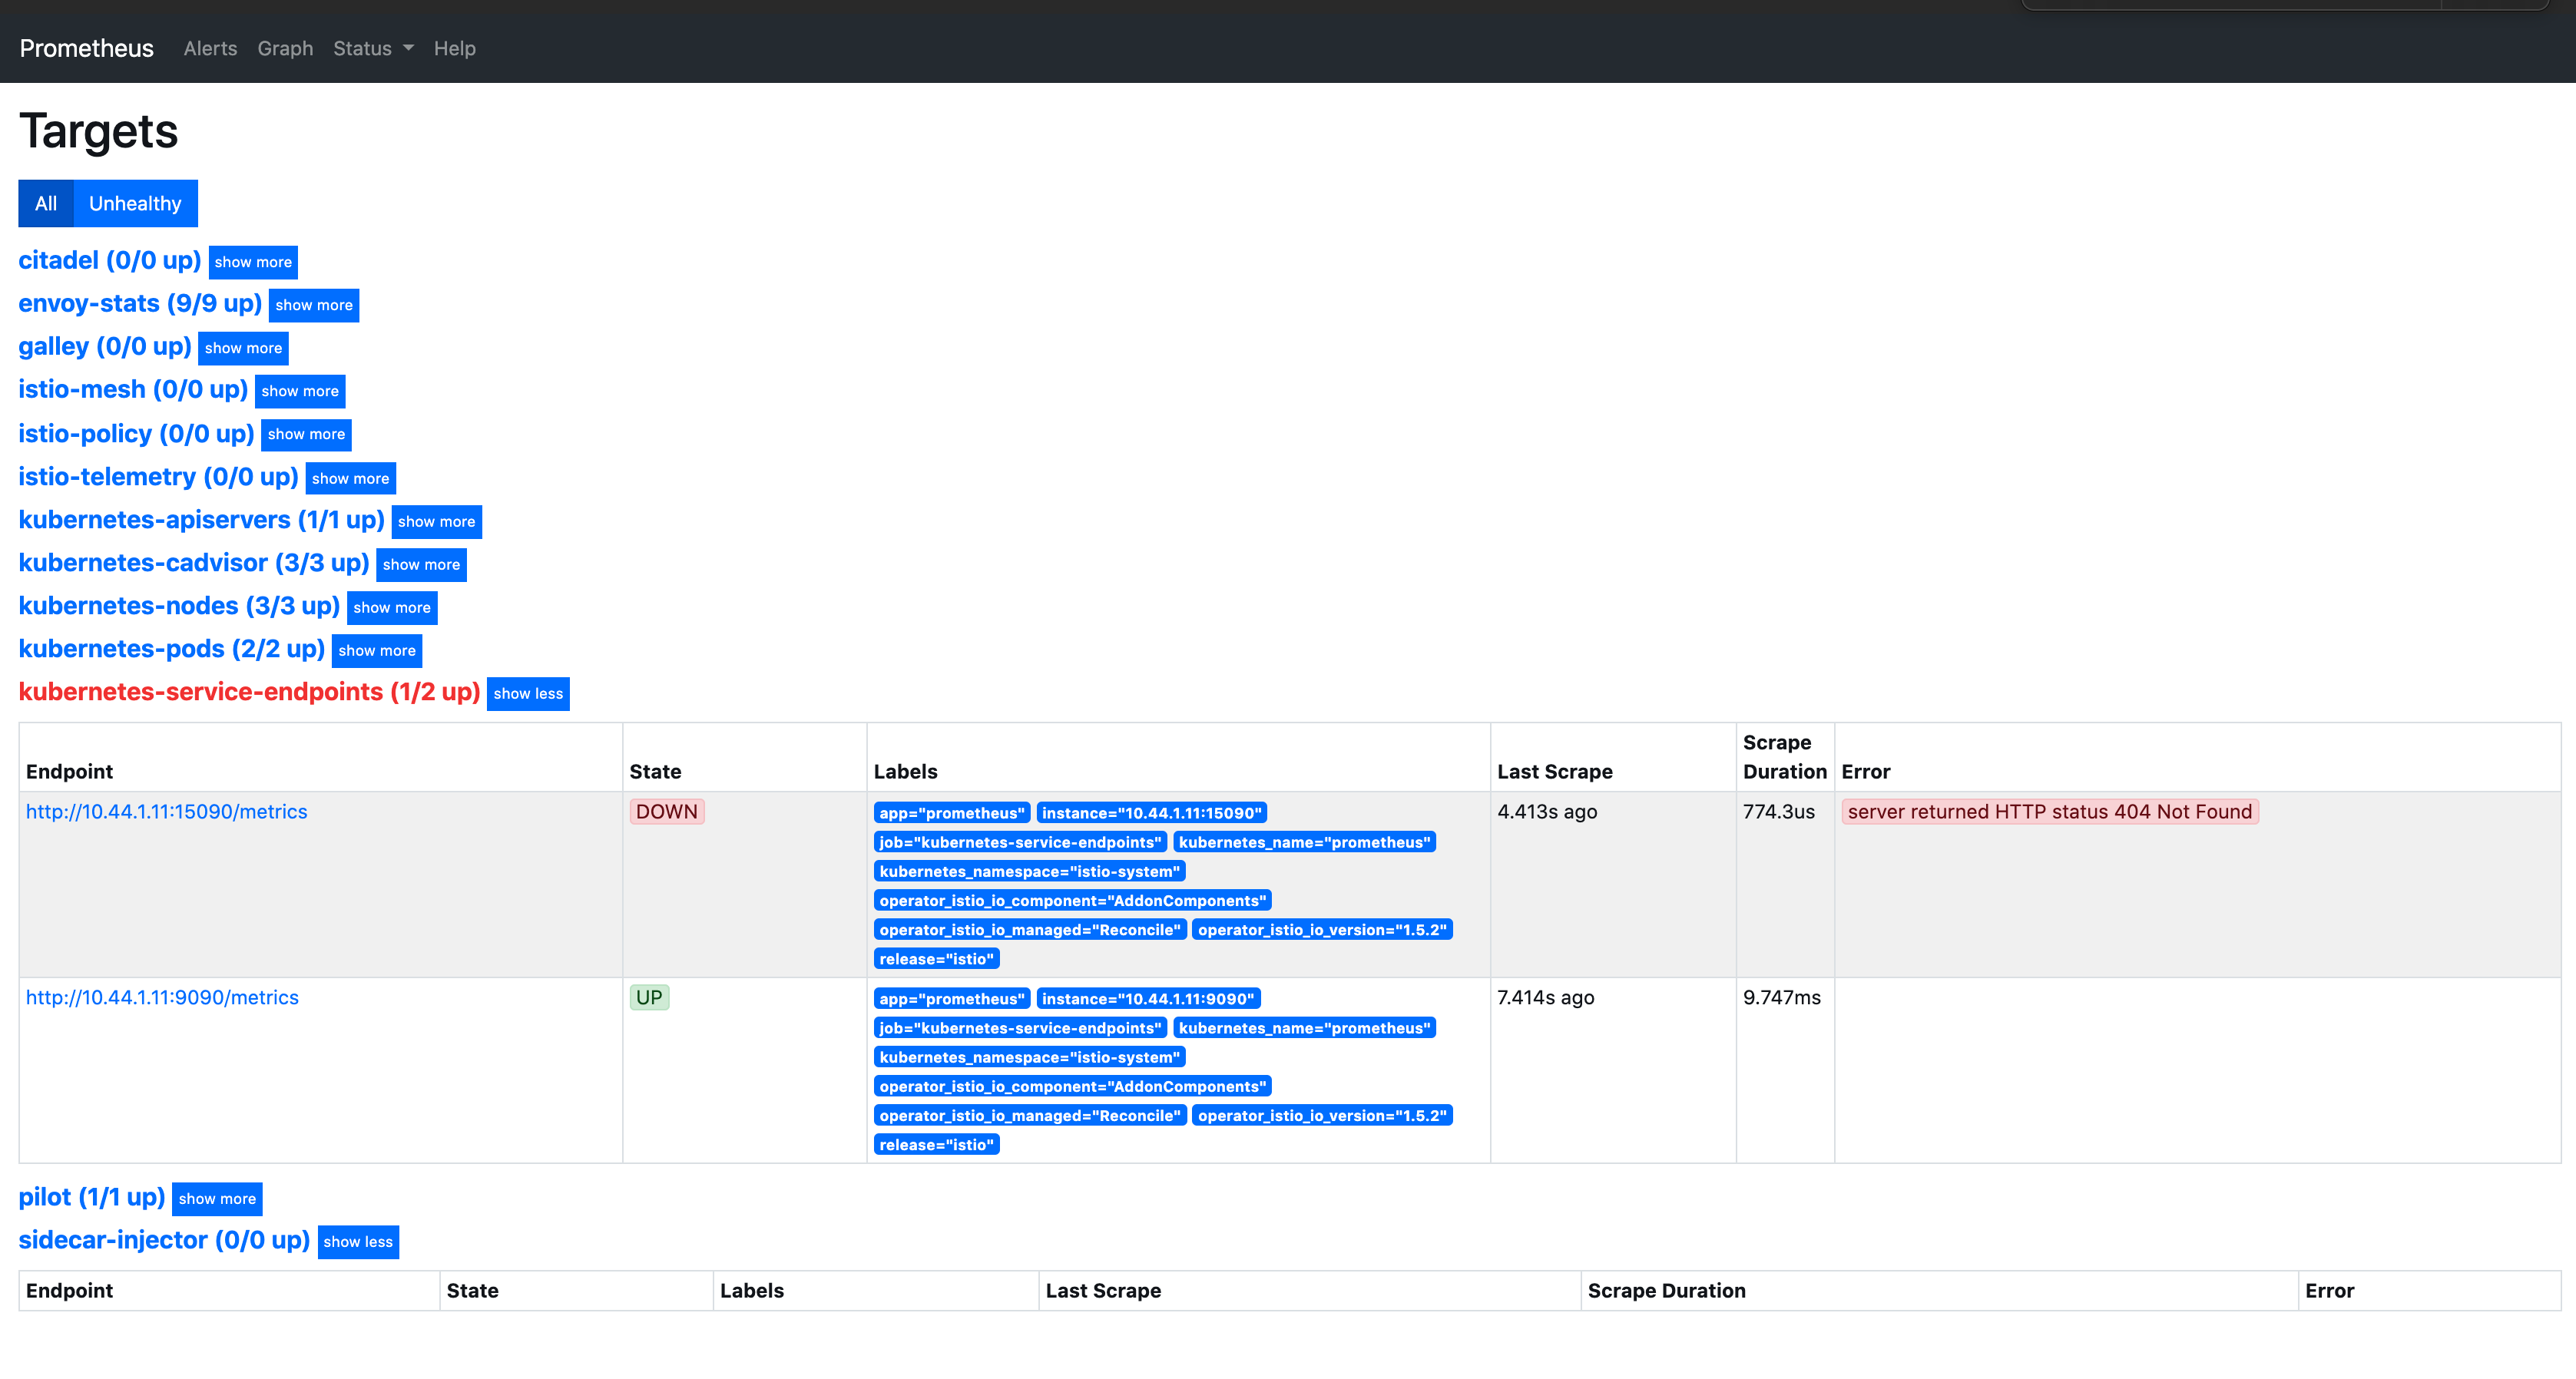 Prometheus Alerts Graph Status Help
Targets
All Unhealthy
citadel (0/0 up) show more
envoy-stats (9/9 up) show more
galley (0/0 up) show more
istio-mesh (0/0 up) show more
istio-policy (0/0 up) show more
istio-telemetry (0/0 up) show more
kubernetes-apiservers (1/1 up) show more
kubernetes-cadvisor (3/3 up) show more
kubernetes-nodes (3/3 up) show more
kubernetes-pods (2/2 up) show more
kubernetes-service-endpoints (1/2 up) show less
Endpoint State Labels Last Scrape Scrape Duration Error
http://10.44.1.11:15090/metrics DOWN app="prometheus" instance="10.44.1.11:15090" 4.413s ago 774.3us server returned HTTP status 404 Not Found
job="kubernetes-service-endpoints" kubernetes_name="prometheus"
kubernetes_namespace="istio-system"
operator_istio_io_component="AddonComponents"
operator_istio_io_managed="Reconcile" operator_istio_io_version="1.5.2"
release="istio"
http://10.44.1.11:9090/metrics UP app="prometheus" instance="10.44.1.11:9090" 7.414s ago 9.747ms
job="kubernetes-service-endpoints" kubernetes_name="prometheus"
kubernetes_namespace="istio-system"
operator_istio_io_component="AddonComponents"
operator_istio_io_managed="Reconcile" operator_istio_io_version="1.5.2"
release="istio"
pilot (1/1 up) show more
sidecar-injector (0/0 up) show less
Endpoint State Labels Last Scrape Scrape Duration Error